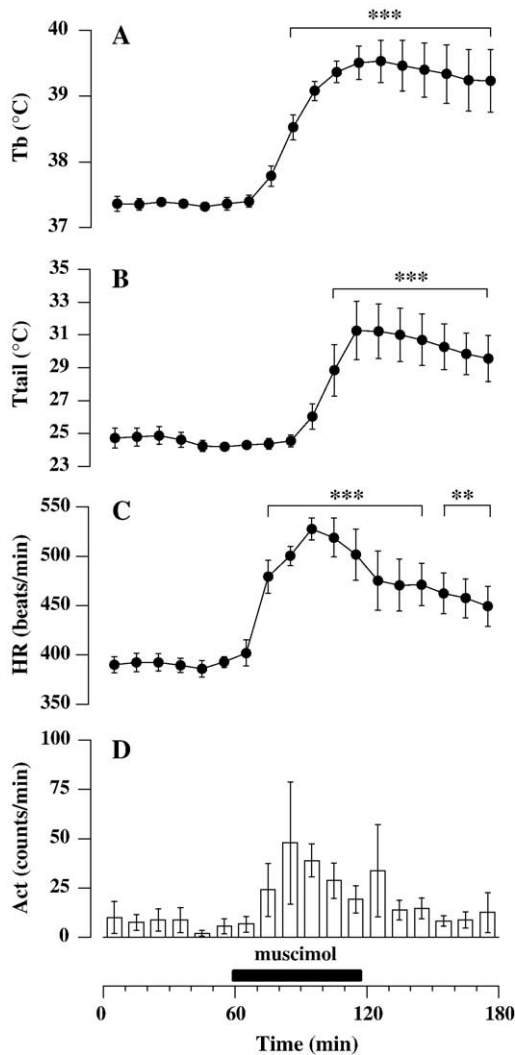 A
***
Tb (°C)
40
39
38
37
B
***
Ttail (°C)
35
33
31
29
27
25
23
C
***
**
HR (beats/min)
550
500
450
400
350
D
Act (counts/min)
100
75
50
25
0
muscimol
0
60
120
180
Time (min)